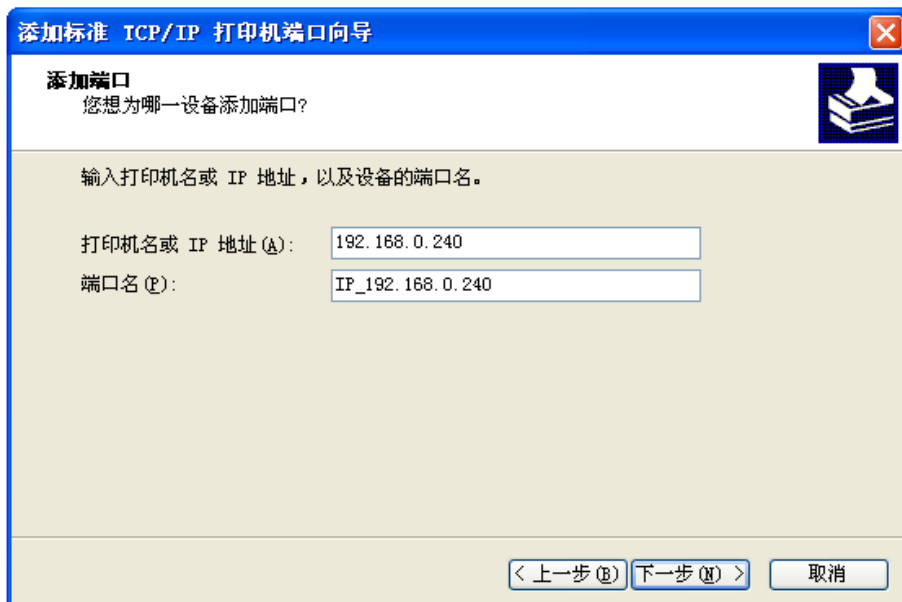 添加标准 TCP/IP 打印机端口向导
添加端口
您想为哪一设备添加端口?
输入打印机名或 IP 地址，以及设备的端口名。
打印机名或 IP 地址(A): 192.168.0.240
端口名(P): IP_192.168.0.240
< 上一步(B) 下一步(N) > 取消